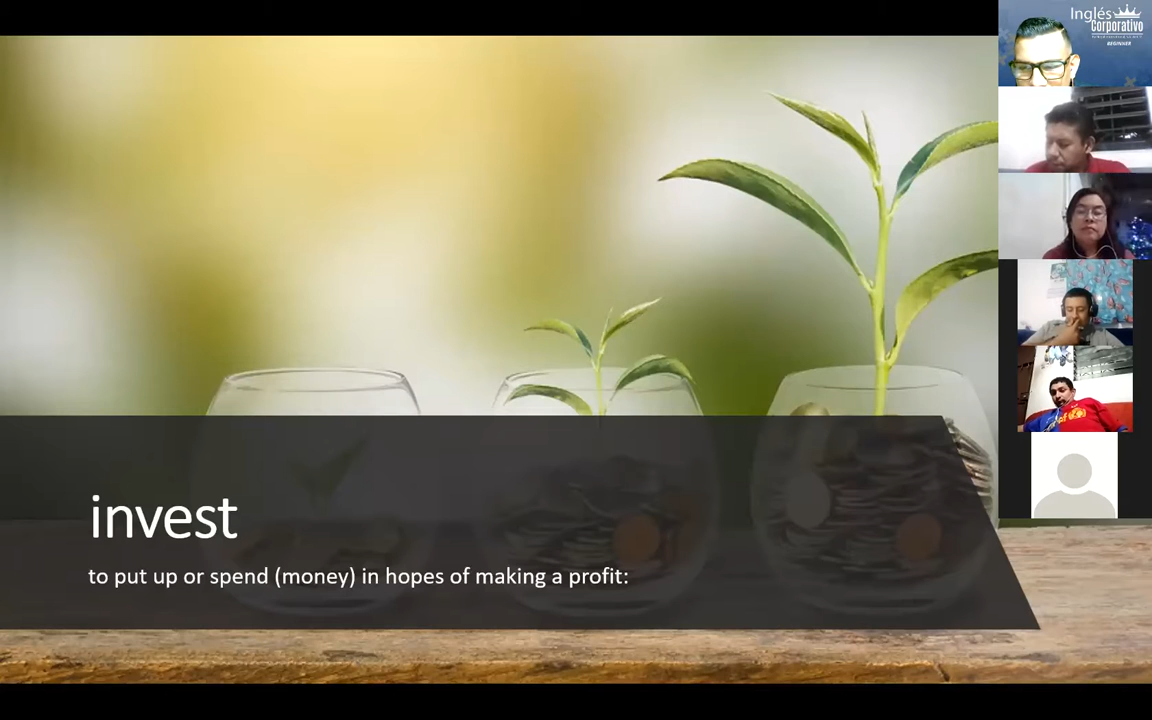 invest
to put up or spend (money) in hopes of making a profit:
Inglés
Corporativo
BEGINNER